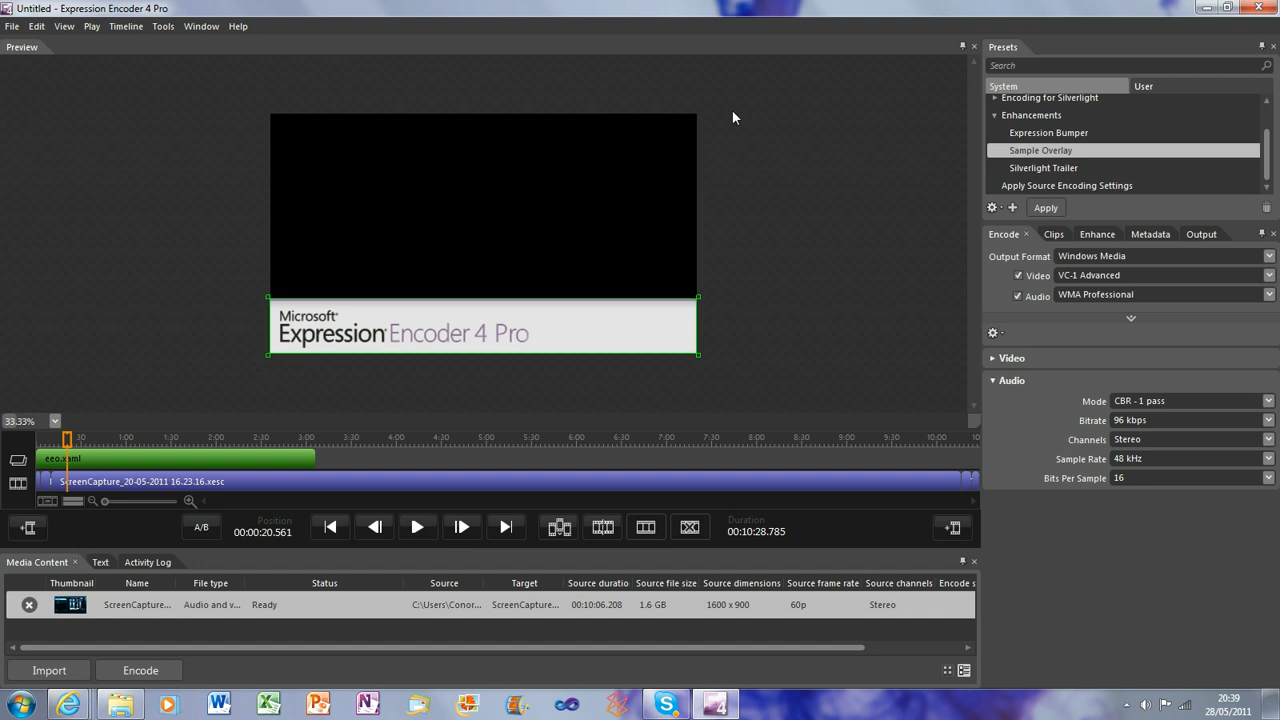 Untitled - Expression Encoder 4 Pro
File Edit View Play Timeline Tools Window Help
Preview
Microsoft®
Expression® Encoder 4 Pro
33.33%
30 1:00 1:30 2:00 2:30 3:00 3:30 4:00 4:30 5:00 5:30 6:00 6:30 7:00 7:30 8:00 8:30 9:00 9:30 10:00 10
eeo.xaml
ScreenCapture_20-05-2011 16.23.16.xesc
A/B
Position
00:00:20.561
Duration
00:10:28.785
Media Content Text Activity Log
Thumbnail Name File type Status Source Target Source duratio Source file size Source dimensions Source frame rate Source channels Encode s
ScreenCapture... Audio and v... Ready C:\Users\Conor... ScreenCapture... 00:10:06.208 1.6 GB 1600 x 900 60p Stereo
Import Encode
Presets
Search
System User
Encoding for Silverlight
Enhancements
Expression Bumper
Sample Overlay
Silverlight Trailer
Apply Source Encoding Settings
Apply
Encode Clips Enhance Metadata Output
Output Format Windows Media
Video VC-1 Advanced
Audio WMA Professional
Video
Audio
Mode CBR - 1 pass
Bitrate 96 kbps
Channels Stereo
Sample Rate 48 kHz
Bits Per Sample 16
20:39
28/05/2011